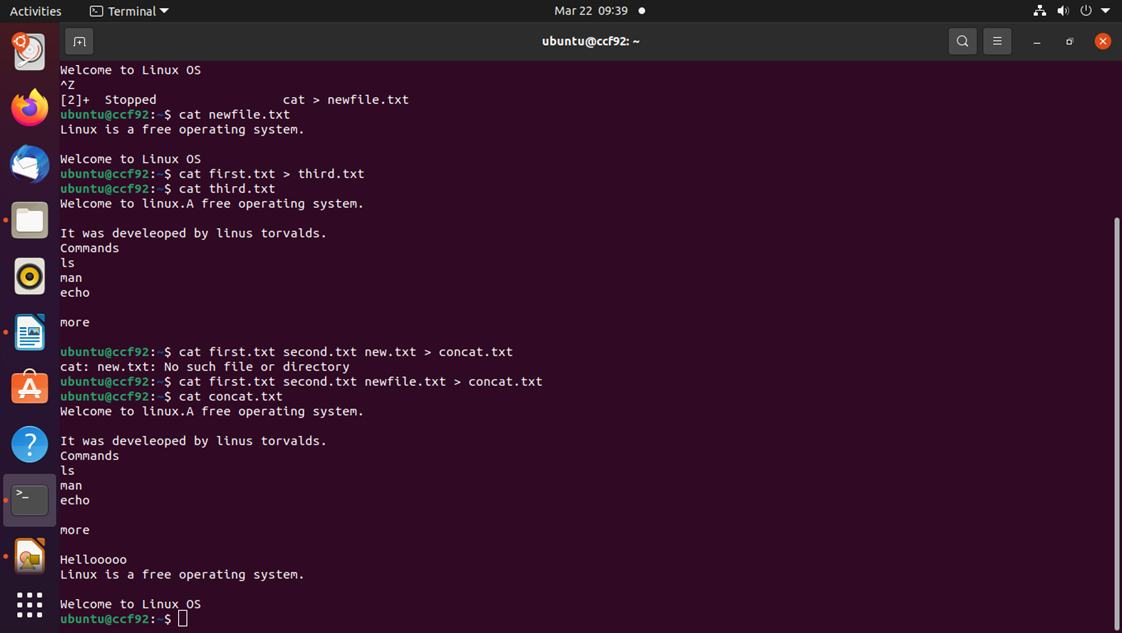 Activities Terminal Mar 22 09:39
ubuntu@ccf92: ~
Welcome to Linux OS
^Z
[2]+  Stopped                 cat > newfile.txt
ubuntu@ccf92:~$ cat newfile.txt
Linux is a free operating system.
Welcome to Linux OS
ubuntu@ccf92:~$ cat first.txt > third.txt
ubuntu@ccf92:~$ cat third.txt
Welcome to linux.A free operating system.
It was develeoped by linus torvalds.
Commands
ls
man
echo
more
ubuntu@ccf92:~$ cat first.txt second.txt new.txt > concat.txt
cat: new.txt: No such file or directory
ubuntu@ccf92:~$ cat first.txt second.txt newfile.txt > concat.txt
ubuntu@ccf92:~$ cat concat.txt
Welcome to linux.A free operating system.
It was develeoped by linus torvalds.
Commands
ls
man
echo
more
Hellooooo
Linux is a free operating system.
Welcome to Linux OS
ubuntu@ccf92:~$